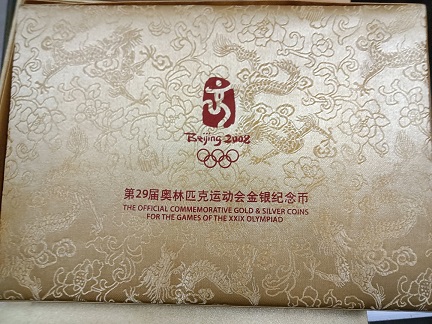 Beijing 2008
第29届奥林匹克运动会金银纪念币
THE OFFICIAL COMMEMORATIVE GOLD & SILVER COINS
FOR THE GAMES OF THE XXIX OLYMPIAD